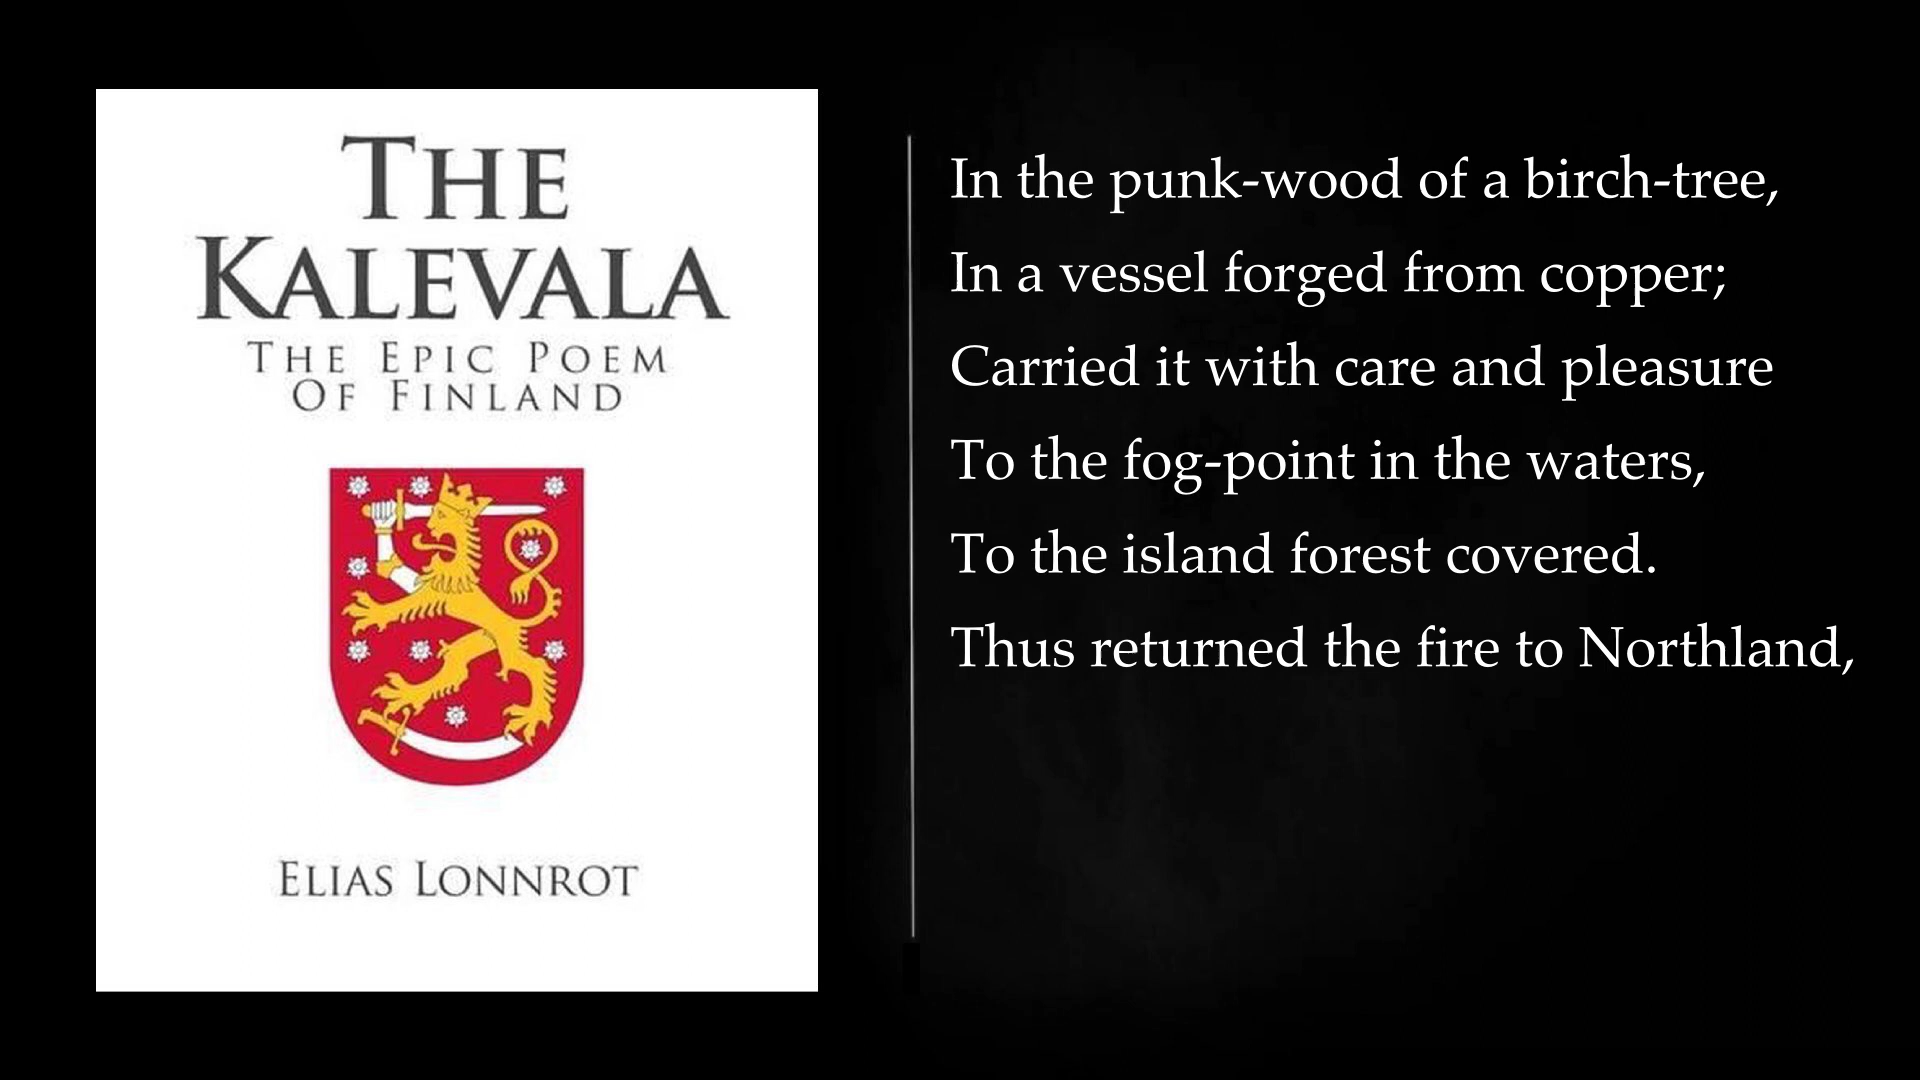 THE
KALEVALA
THE EPIC POEM
OF FINLAND
ELIAS LONNROT
In the punk-wood of a birch-tree,
In a vessel forged from copper;
Carried it with care and pleasure
To the fog-point in the waters,
To the island forest covered.
Thus returned the fire to Northland,